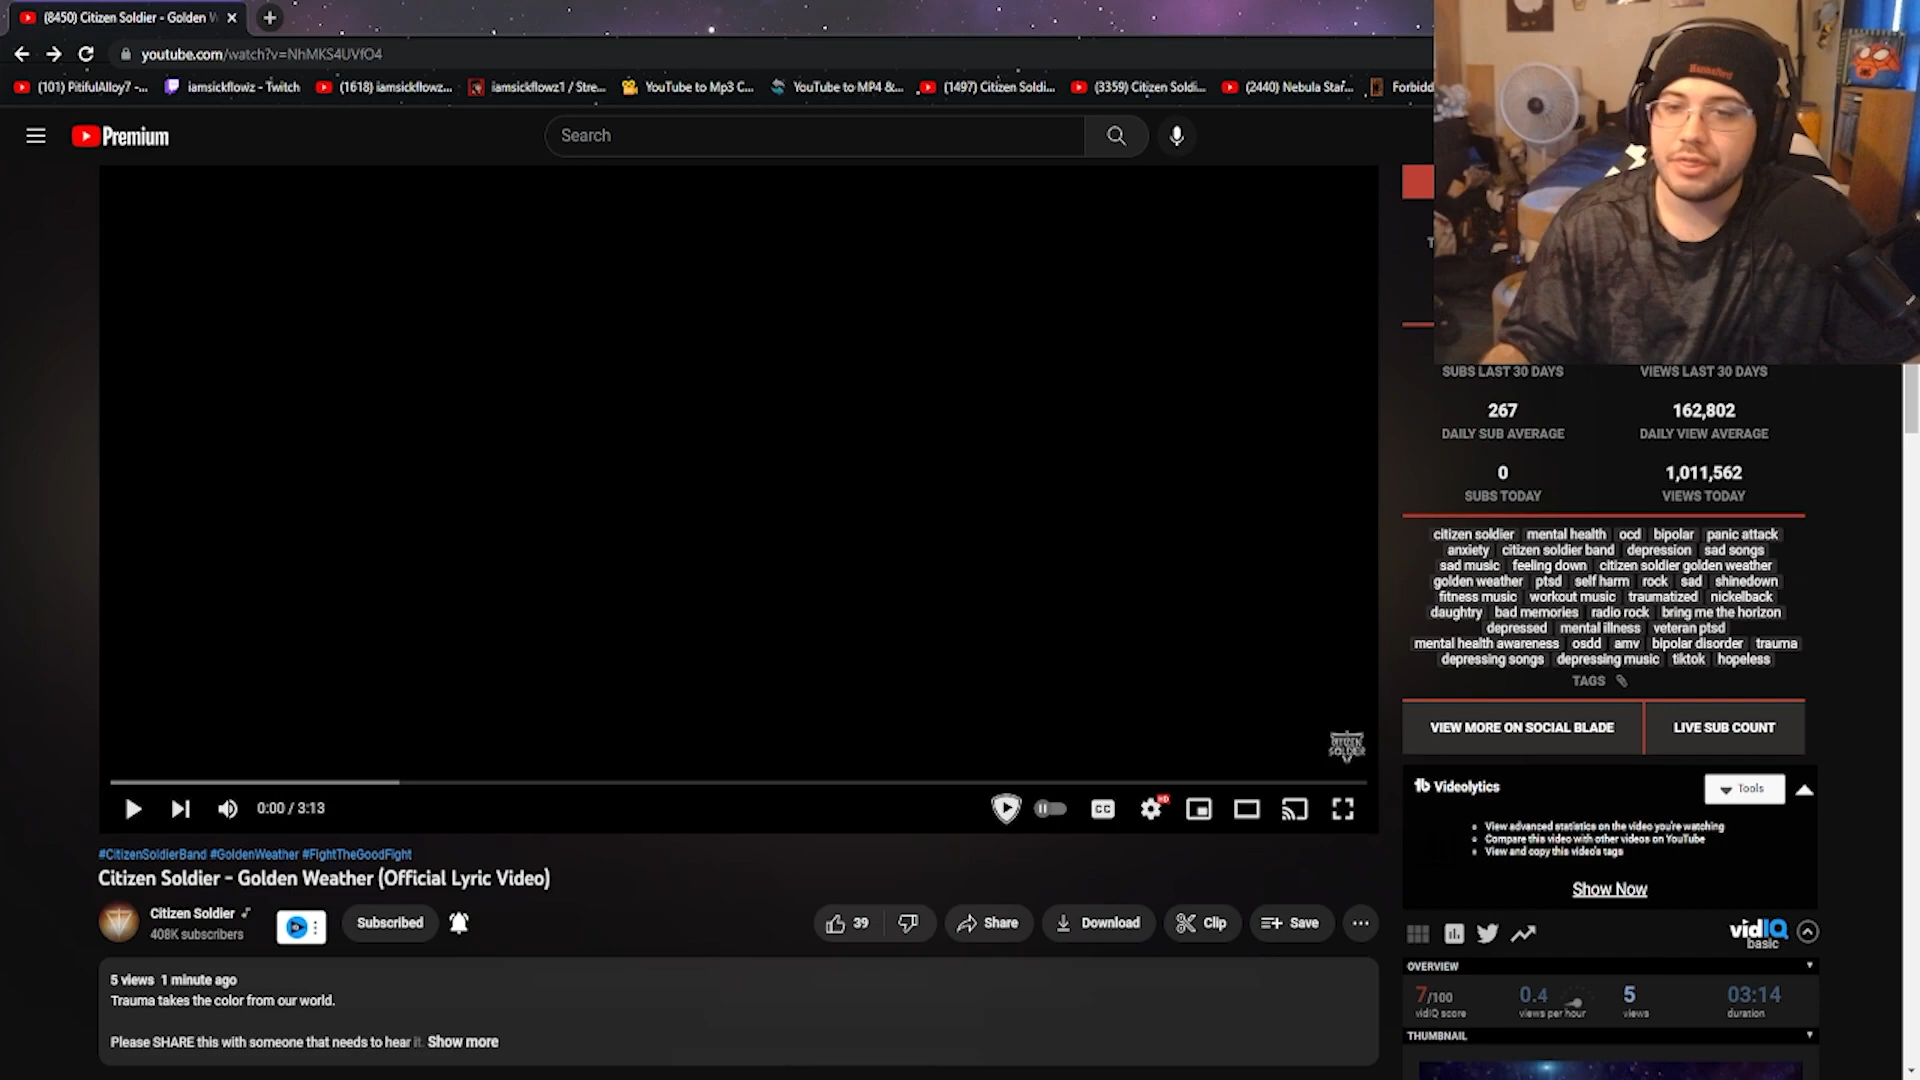 (8450) Citizen Soldier - Golden W
youtube.com/watch?v=NhMKS4UVfO4
(101) PitifulAlloy7 -...
iamsickflowz - Twitch
(1618) iamsickflowz...
iamsickflowz1 / Stre...
YouTube to Mp3 C...
YouTube to MP4 &...
(1497) Citizen Soldi...
(3359) Citizen Soldi...
(2440) Nebula Star...
Forbidd
Premium
Search
SUBS LAST 30 DAYS
VIEWS LAST 30 DAYS
267
162,802
DAILY SUB AVERAGE
DAILY VIEW AVERAGE
0
1,011,562
SUBS TODAY
VIEWS TODAY
citizen soldier mental health ocd bipolar panic attack
anxiety citizen soldier band depression sad songs
sad music feeling down citizen soldier golden weather
golden weather ptsd self harm rock sad shinedown
fitness music workout music traumatized nickelback
daughtry bad memories radio rock bring me the horizon
depressed mental illness veteran ptsd
mental health awareness osdd amv bipolar disorder trauma
depressing songs depressing music tiktok hopeless
TAGS
VIEW MORE ON SOCIAL BLADE
LIVE SUB COUNT
CITIZEN
SOLDIER
0:00 / 3:13
CC
HD
tb Videolytics
Tools
View advanced statistics on the video you're watching
Compare this video with other videos on YouTube
View and copy this video's tags
Show Now
#CitizenSoldierBand #GoldenWeather #FightTheGoodFight
Citizen Soldier - Golden Weather (Official Lyric Video)
Citizen Soldier
408K subscribers
Subscribed
39
Share
Download
Clip
Save
vidIQ
basic
5 views 1 minute ago
Trauma takes the color from our world.
Please SHARE this with someone that needs to hear it Show more
OVERVIEW
7/100
0.4
5
03:14
vidIQ score
views per hour
views
duration
THUMBNAIL